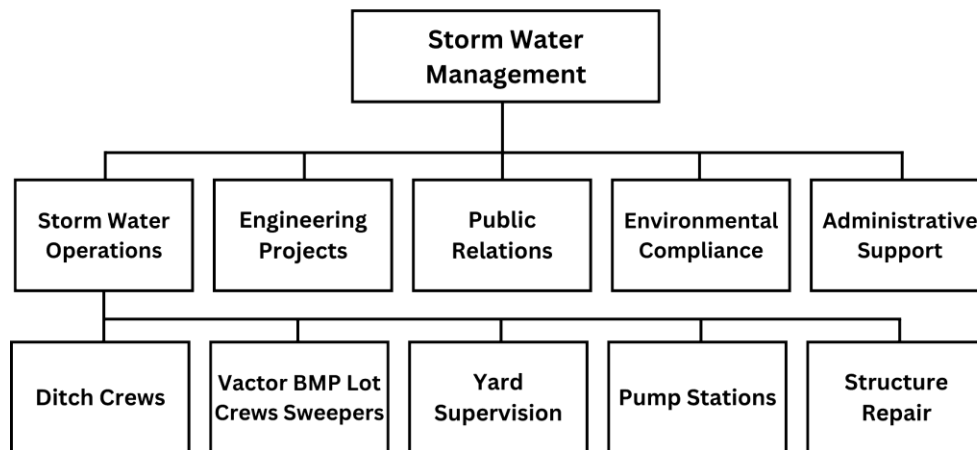 Storm Water
Management
Storm Water
Operations
Engineering
Projects
Public
Relations
Environmental
Compliance
Administrative
Support
Ditch Crews
Vactor BMP Lot
Crews Sweepers
Yard
Supervision
Pump Stations
Structure
Repair